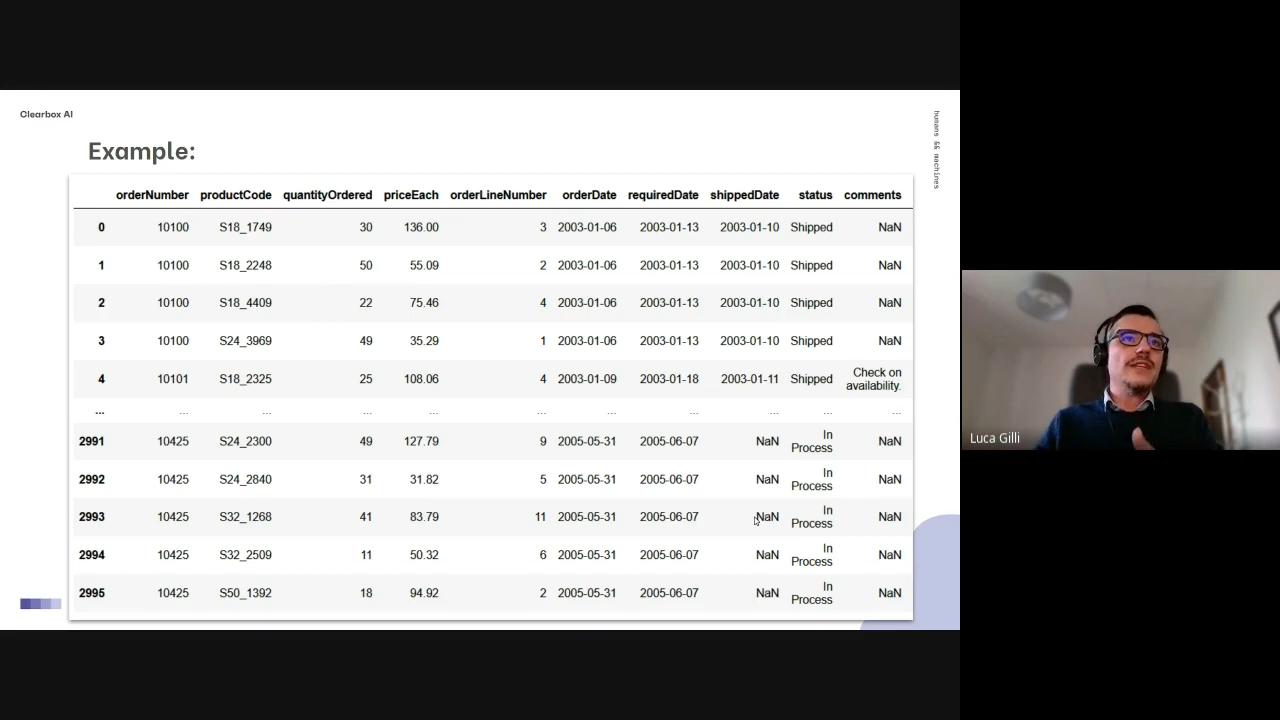 Clearbox AI
humans && machines
Example:
orderNumber productCode quantityOrdered priceEach orderLineNumber orderDate requiredDate shippedDate status comments
0 10100 S18_1749 30 136.00 3 2003-01-06 2003-01-13 2003-01-10 Shipped NaN
1 10100 S18_2248 50 55.09 2 2003-01-06 2003-01-13 2003-01-10 Shipped NaN
2 10100 S18_4409 22 75.46 4 2003-01-06 2003-01-13 2003-01-10 Shipped NaN
3 10100 S24_3969 49 35.29 1 2003-01-06 2003-01-13 2003-01-10 Shipped NaN
4 10101 S18_2325 25 108.06 4 2003-01-09 2003-01-18 2003-01-11 Shipped Check on
availability.
... ... ... ... ... ... ... ... ... ... ...
2991 10425 S24_2300 49 127.79 9 2005-05-31 2005-06-07 NaN In
Process NaN
2992 10425 S24_2840 31 31.82 5 2005-05-31 2005-06-07 NaN In
Process NaN
2993 10425 S32_1268 41 83.79 11 2005-05-31 2005-06-07 NaN In
Process NaN
2994 10425 S32_2509 11 50.32 6 2005-05-31 2005-06-07 NaN In
Process NaN
2995 10425 S50_1392 18 94.92 2 2005-05-31 2005-06-07 NaN In
Process NaN
Luca Gilli